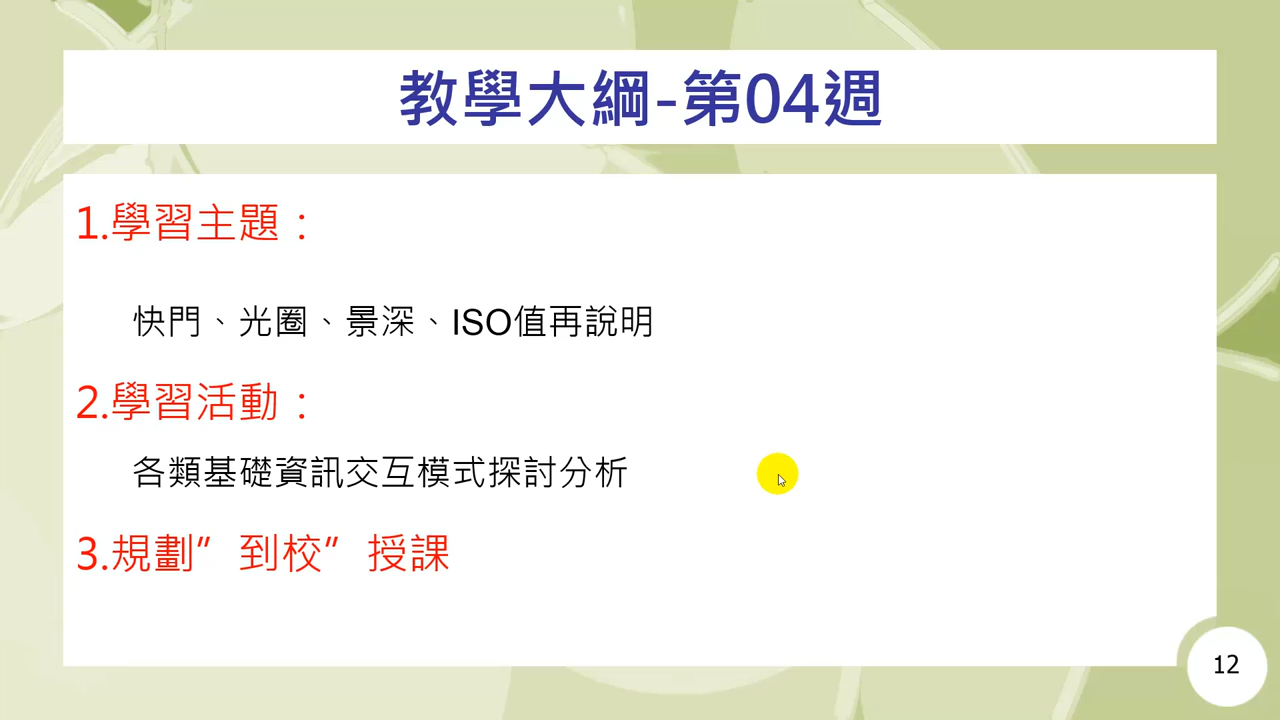 教學大綱-第04週
1.學習主題：
快門、光圈、景深、ISO值再說明
2.學習活動：
各類基礎資訊交互模式探討分析
3.規劃”到校”授課
12